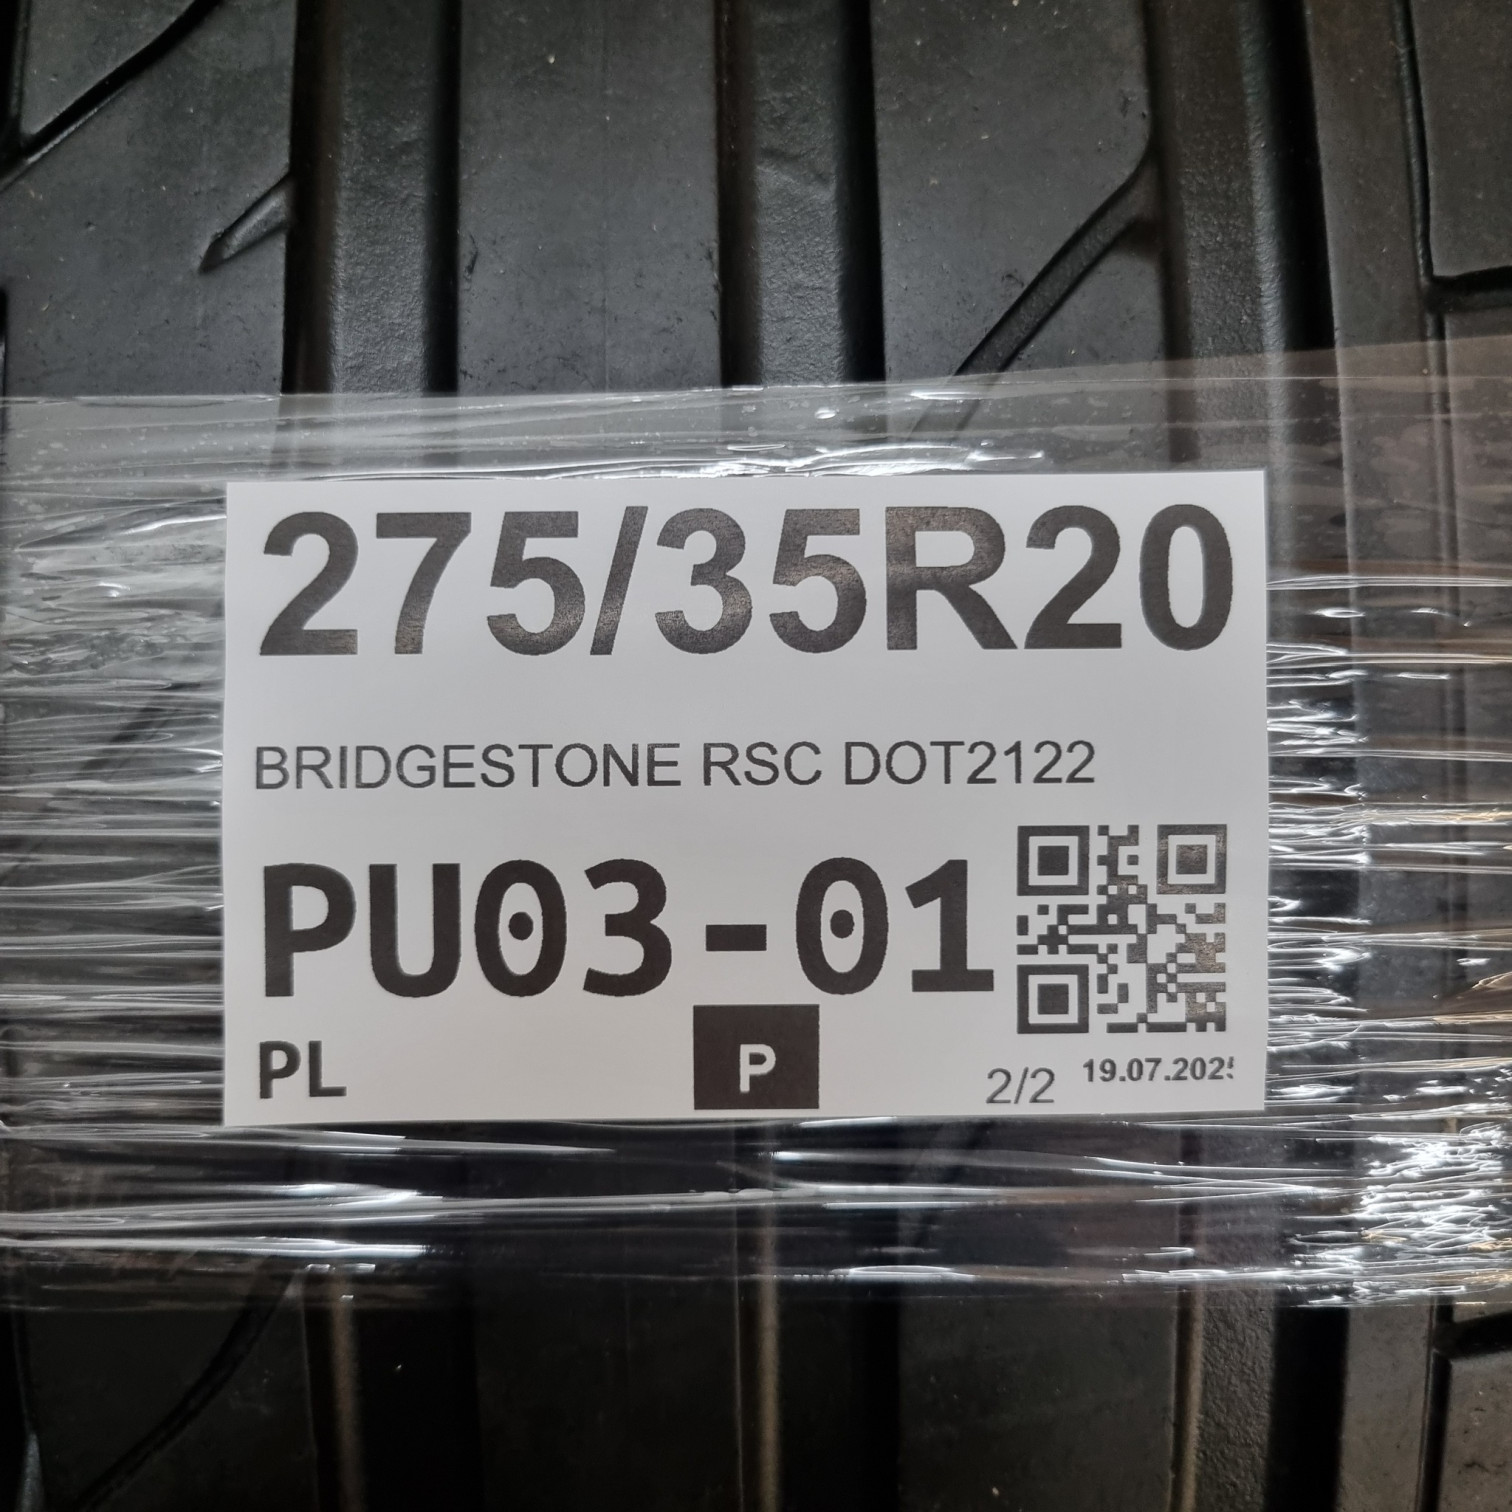 275/35R20
BRIDGESTONE RSC DOT2122
PU03-01
PL P 2/2 19.07.202